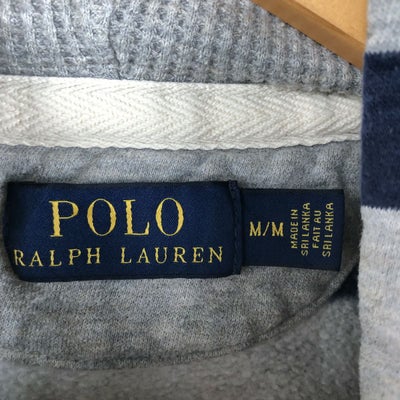 POLO
RALPH LAUREN
M/M
MADE IN
SRI LANKA
FAIT AU
SRI LANKA